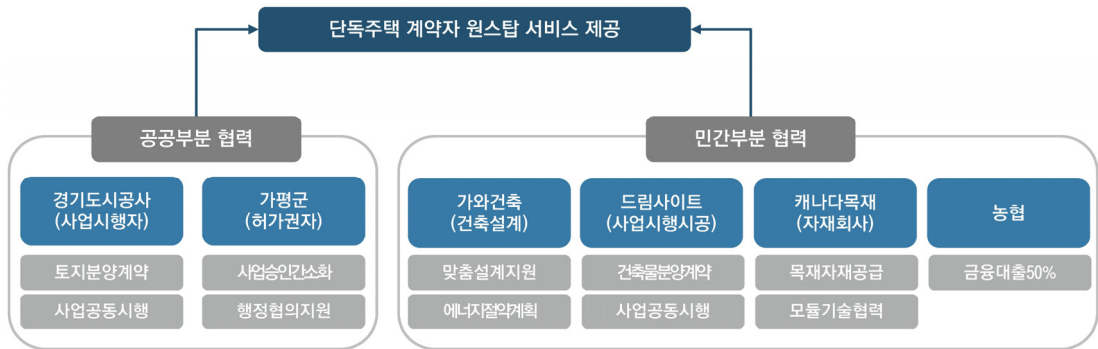 단독주택 계약자 원스탑 서비스 제공
공공부분 협력
민간부분 협력
경기도시공사
(사업시행자)
가평군
(허가권자)
가와건축
(건축설계)
드림사이트
(사업시행시공)
캐나다목재
(자재회사)
농협
토지분양계약
사업승인간소화
맞춤설계지원
건축물분양계약
목재자재공급
금융대출50%
사업공동시행
행정협의지원
에너지절약계획
사업공동시행
모듈기술협력